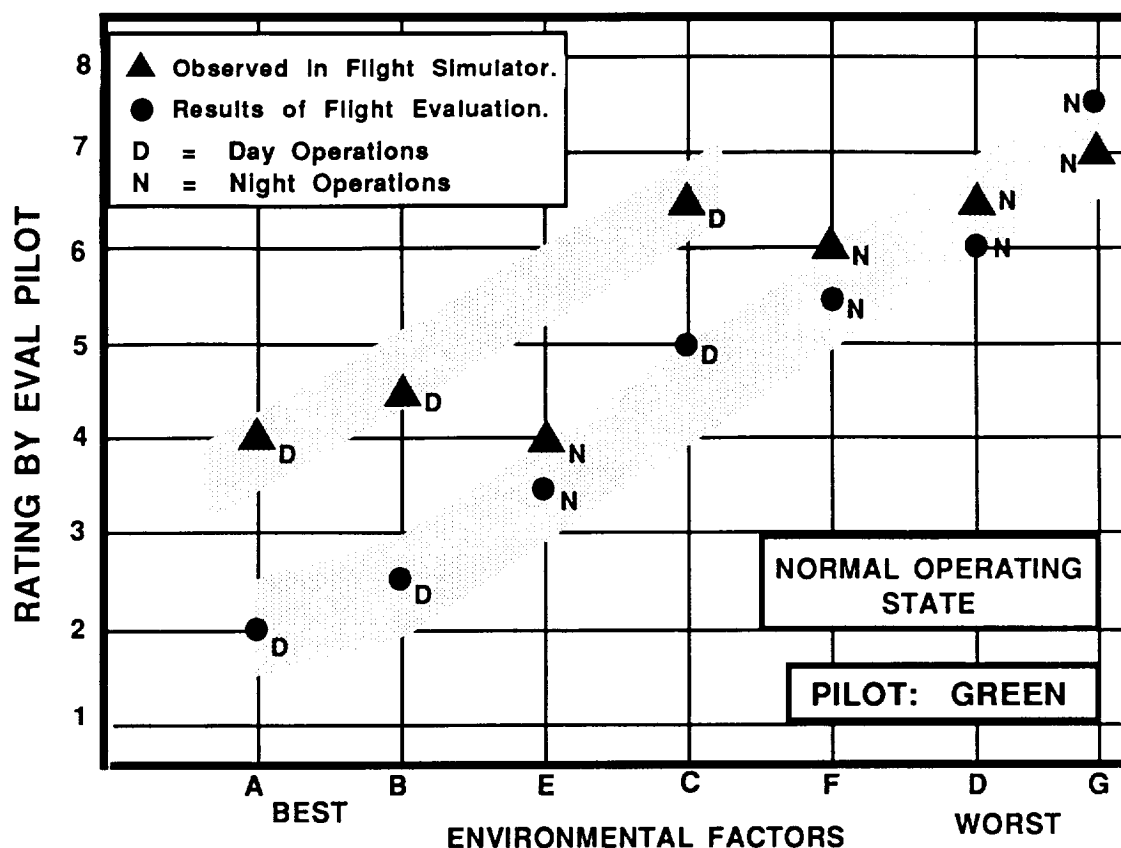 8
7
6
5
4
3
2
1
RATING BY EVAL PILOT
Observed in Flight Simulator.
Results of Flight Evaluation.
D = Day Operations
N = Night Operations
D
D
D
D
D
D
N
N
N
N
N
N
N
N
NORMAL OPERATING
STATE
PILOT: GREEN
A B E C F D G
BEST WORST
ENVIRONMENTAL FACTORS